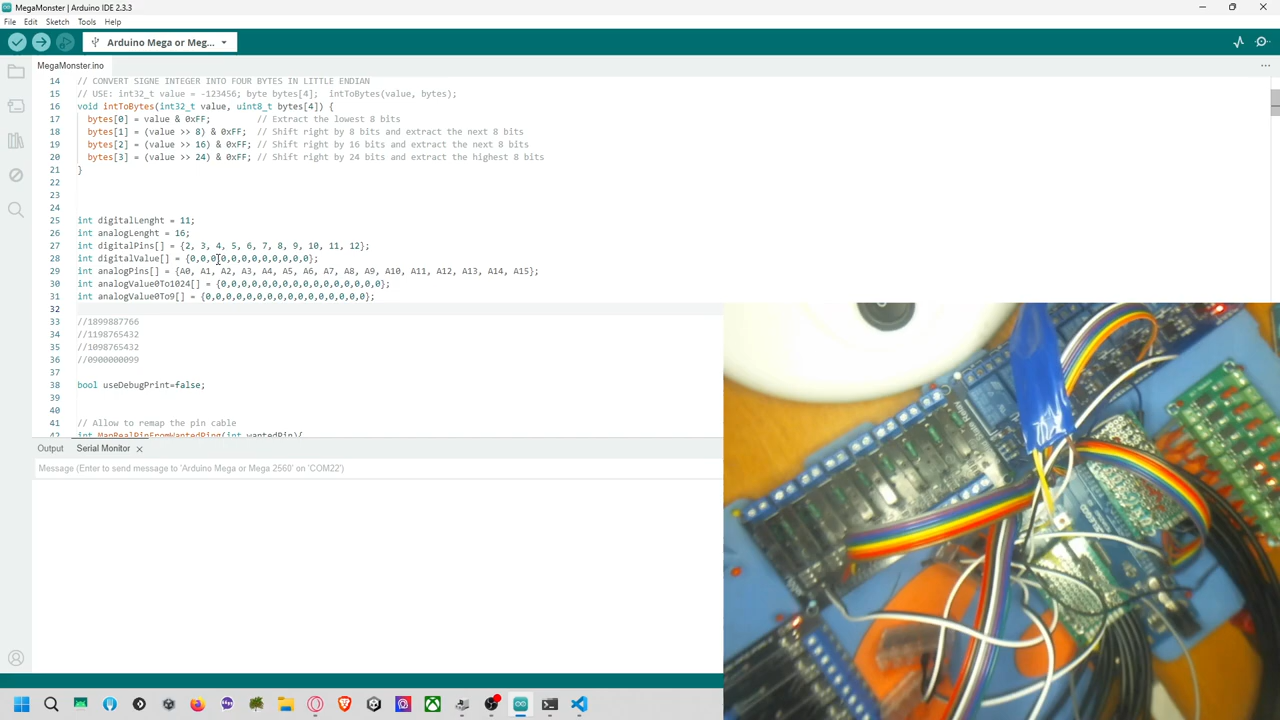 MegaMonster | Arduino IDE 2.3.3
File Edit Sketch Tools Help
Arduino Mega or Meg...
MegaMonster.ino
14 // CONVERT SIGNE INTEGER INTO FOUR BYTES IN LITTLE ENDIAN
15 // USE: int32_t value = -123456; byte bytes[4]; intToBytes(value, bytes);
16 void intToBytes(int32_t value, uint8_t bytes[4]) {
17 bytes[0] = value & 0xFF; // Extract the lowest 8 bits
18 bytes[1] = (value >> 8) & 0xFF; // Shift right by 8 bits and extract the next 8 bits
19 bytes[2] = (value >> 16) & 0xFF; // Shift right by 16 bits and extract the next 8 bits
20 bytes[3] = (value >> 24) & 0xFF; // Shift right by 24 bits and extract the highest 8 bits
21 }
22
23
24
25 int digitalLenght = 11;
26 int analogLenght = 16;
27 int digitalPins[] = {2, 3, 4, 5, 6, 7, 8, 9, 10, 11, 12};
28 int digitalValue[] = {0,0,0,0,0,0,0,0,0,0,0,0};
29 int analogPins[] = {A0, A1, A2, A3, A4, A5, A6, A7, A8, A9, A10, A11, A12, A13, A14, A15};
30 int analogValue0To1024[] = {0,0,0,0,0,0,0,0,0,0,0,0,0,0,0,0};
31 int analogValue0To9[] = {0,0,0,0,0,0,0,0,0,0,0,0,0,0,0,0};
32
33 //1899887766
34 //1198765432
35 //1098765432
36 //0900000099
37
38 bool useDebugPrint=false;
39
40
41 // Allow to remap the pin cable
42 int MapRealPinFromWantedPing(int wantedPin){
Output Serial Monitor
Message (Enter to send message to 'Arduino Mega or Mega 2560' on 'COM22')
Relay